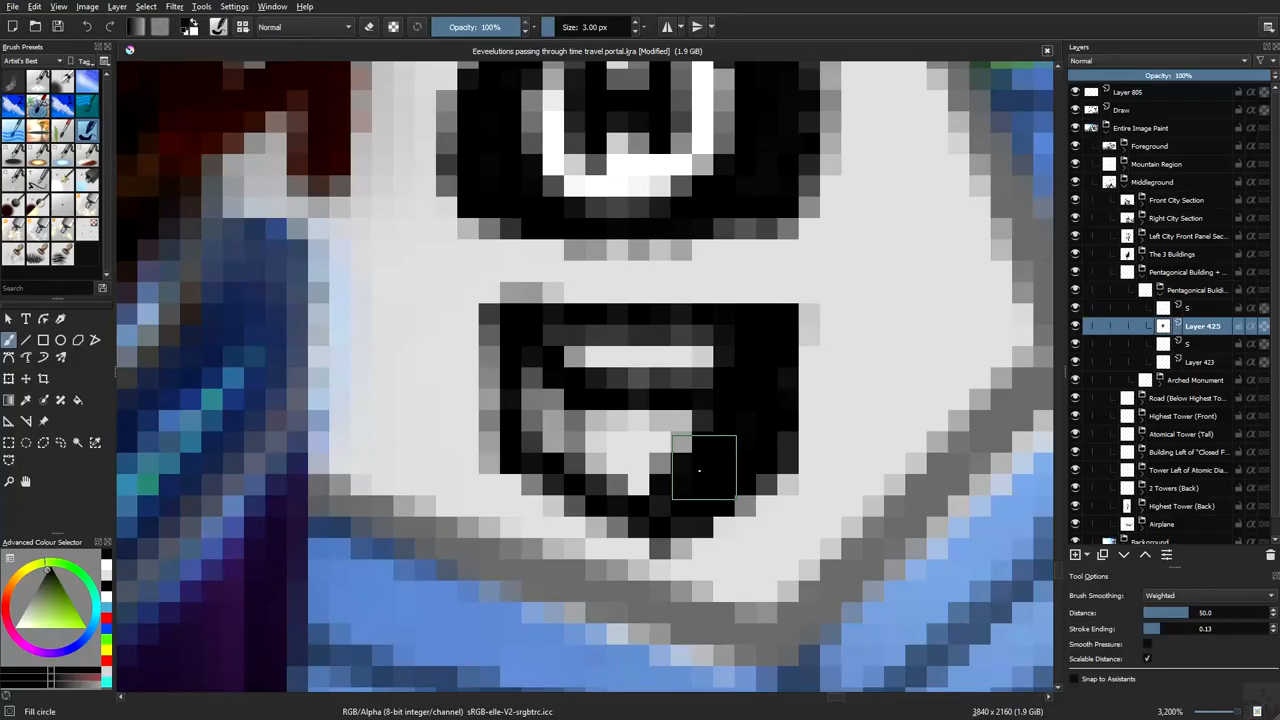 File Edit View Image Layer Select Filter Tools Settings Window Help
Normal
Opacity: 100%
Size: 3.00 px
Brush Presets
Eeveelutions passing through time travel portal.kra [Modified] (1.9 GB)
Layers
Artist's Best
Tag
Normal
Opacity: 100%
Layer 805
Draw
Entire Image Paint
Foreground
Mountain Region
Middleground
Front City Section
Right City Section
Left City Front Panel Sec...
The 3 Buildings
Pentagonal Building + ...
Pentagonal Buildi...
S
Layer 425
S
Layer 423
Arched Monument
Road (Below Highest To...
Highest Tower (Front)
Atomical Tower (Tall)
Building Left of "Closed F...
Tower Left of Atomic Dia...
2 Towers (Back)
Highest Tower (Back)
Airplane
Background
Search
Advanced Colour Selector
Tool Options
Brush Smoothing: Weighted
Distance: 50.0
Stroke Ending: 0.13
Smooth Pressure:
Scalable Distance:
Snap to Assistants
Fill circle
RGB/Alpha (8-bit integer/channel) sRGB-elle-V2-srgbtrc.icc
3840 x 2160 (1.9 GiB)
3,200%